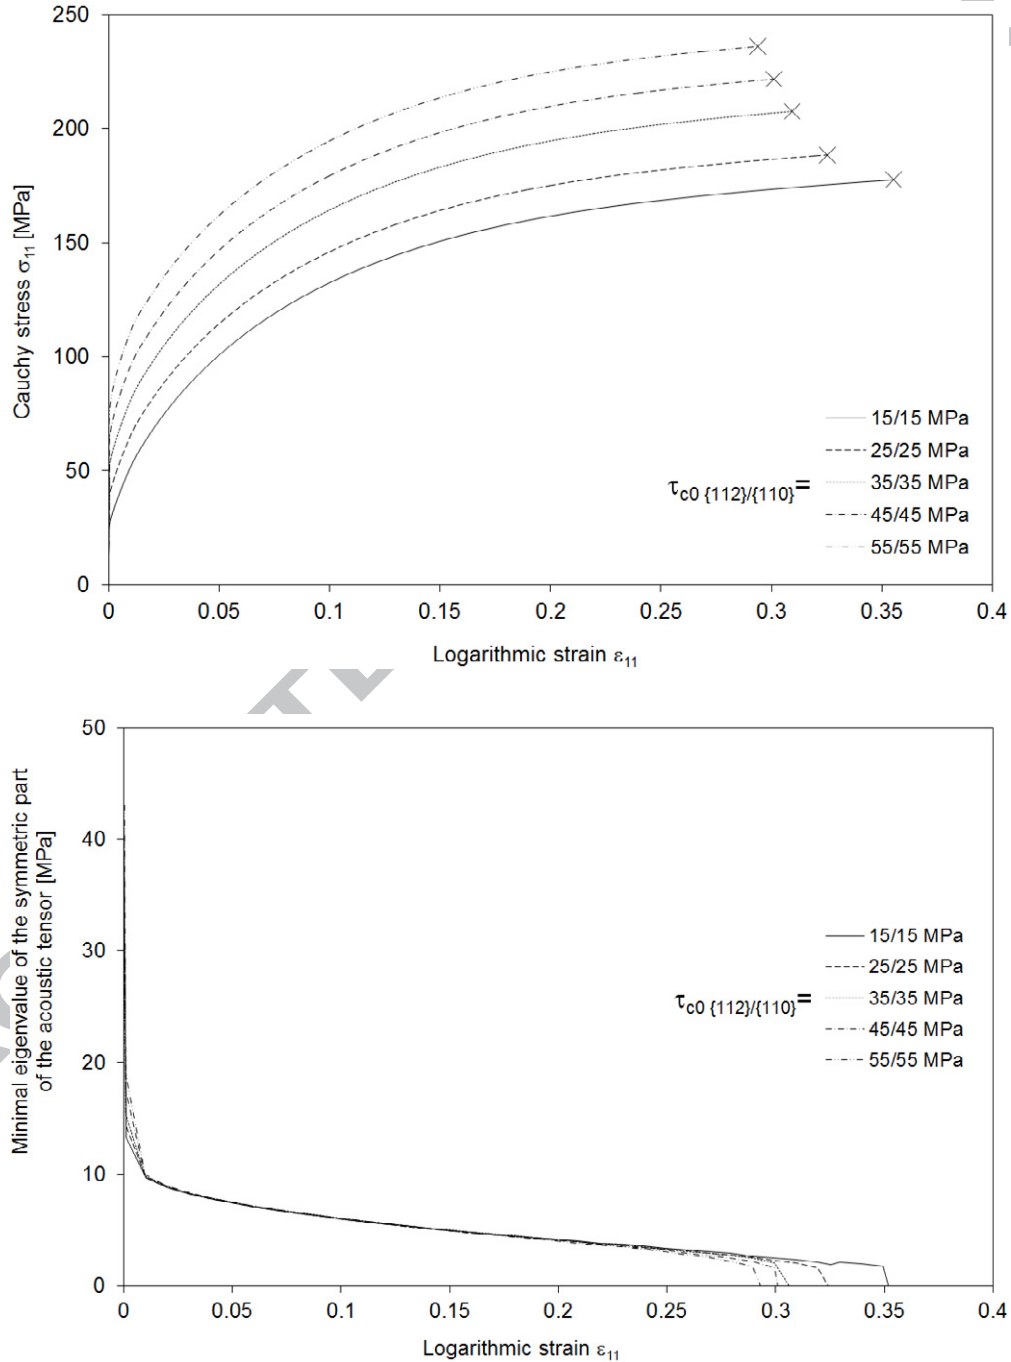 250
200
150
100
50
0
Cauchy stress σ11 [MPa]
τc0 {112}/{110}=
15/15 MPa
25/25 MPa
35/35 MPa
45/45 MPa
55/55 MPa
0 0.05 0.1 0.15 0.2 0.25 0.3 0.35 0.4
Logarithmic strain ε11
50
40
30
20
10
0
Minimal eigenvalue of the symmetric part
of the acoustic tensor [MPa]
τc0 {112}/{110}=
15/15 MPa
25/25 MPa
35/35 MPa
45/45 MPa
55/55 MPa
0 0.05 0.1 0.15 0.2 0.25 0.3 0.35 0.4
Logarithmic strain ε11